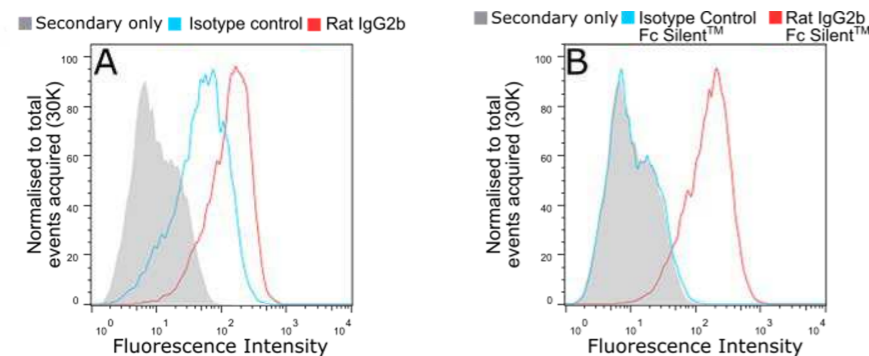 Secondary only Isotype control Rat IgG2b
A
Normalised to total
events acquired (30K)
100
80
60
40
20
0
10^0 10^1 10^2 10^3 10^4
Fluorescence Intensity
Secondary only Isotype Control Rat IgG2b
Fc Silent™ Fc Silent™
B
Normalised to total
events acquired (30K)
100
80
60
40
20
0
10^0 10^1 10^2 10^3 10^4
Fluorescence Intensity